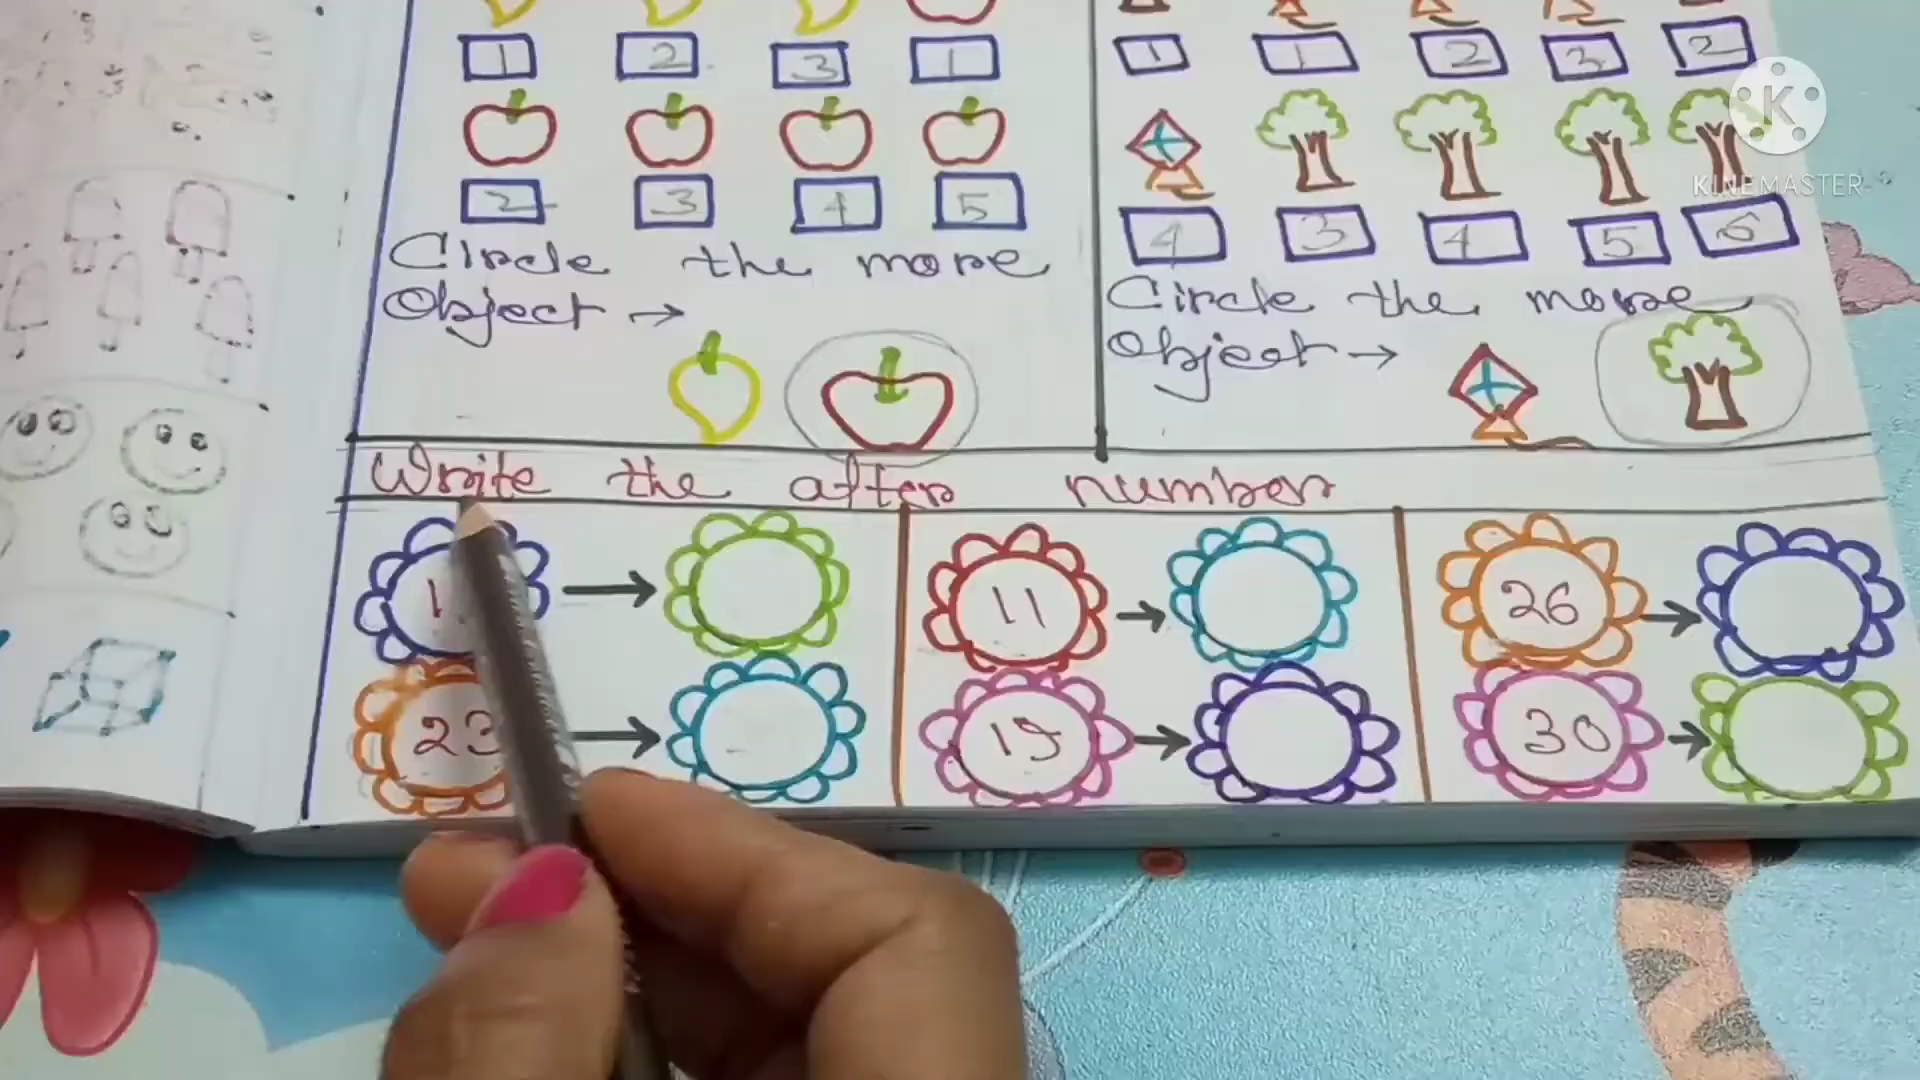 1 2 3 1
2 3 4 5
Circle the more
Object →
1 1 2 3 2
4 3 4 5 6
Circle the more
Object →
KINEMASTER
Write the after number
11 → 26 →
23 → 19 → 30 →